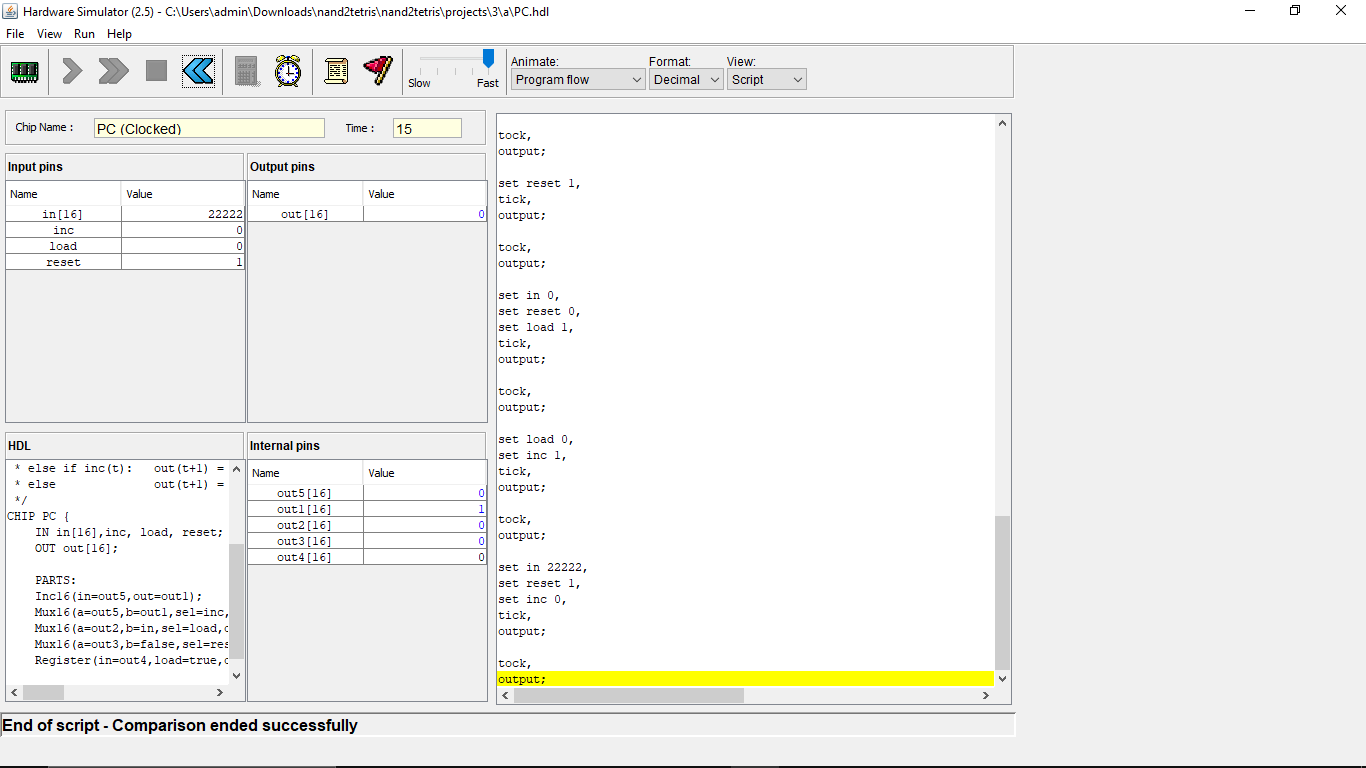 Hardware Simulator (2.5) - C:\Users\admin\Downloads\nand2tetris\nand2tetris\projects\3\a\PC.hdl
File View Run Help
Slow Fast
Animate: Format: View:
Program flow Decimal Script
Chip Name : PC (Clocked) Time : 15
Input pins
Name Value
in[16] 22222
inc 0
load 0
reset 1
Output pins
Name Value
out[16] 0
HDL
* else if inc(t): out(t+1) =
* else out(t+1) =
*/
CHIP PC {
IN in[16],inc, load, reset;
OUT out[16];
PARTS:
Inc16(in=out5,out=out1);
Mux16(a=out5,b=out1,sel=inc,
Mux16(a=out2,b=in,sel=load,
Mux16(a=out3,b=false,sel=res
Register(in=out4,load=true,
Internal pins
Name Value
out5[16] 0
out1[16] 1
out2[16] 0
out3[16] 0
out4[16] 0
tock,
output;
set reset 1,
tick,
output;
tock,
output;
set in 0,
set reset 0,
set load 1,
tick,
output;
tock,
output;
set load 0,
set inc 1,
tick,
output;
tock,
output;
set in 22222,
set reset 1,
set inc 0,
tick,
output;
tock,
output;
End of script - Comparison ended successfully